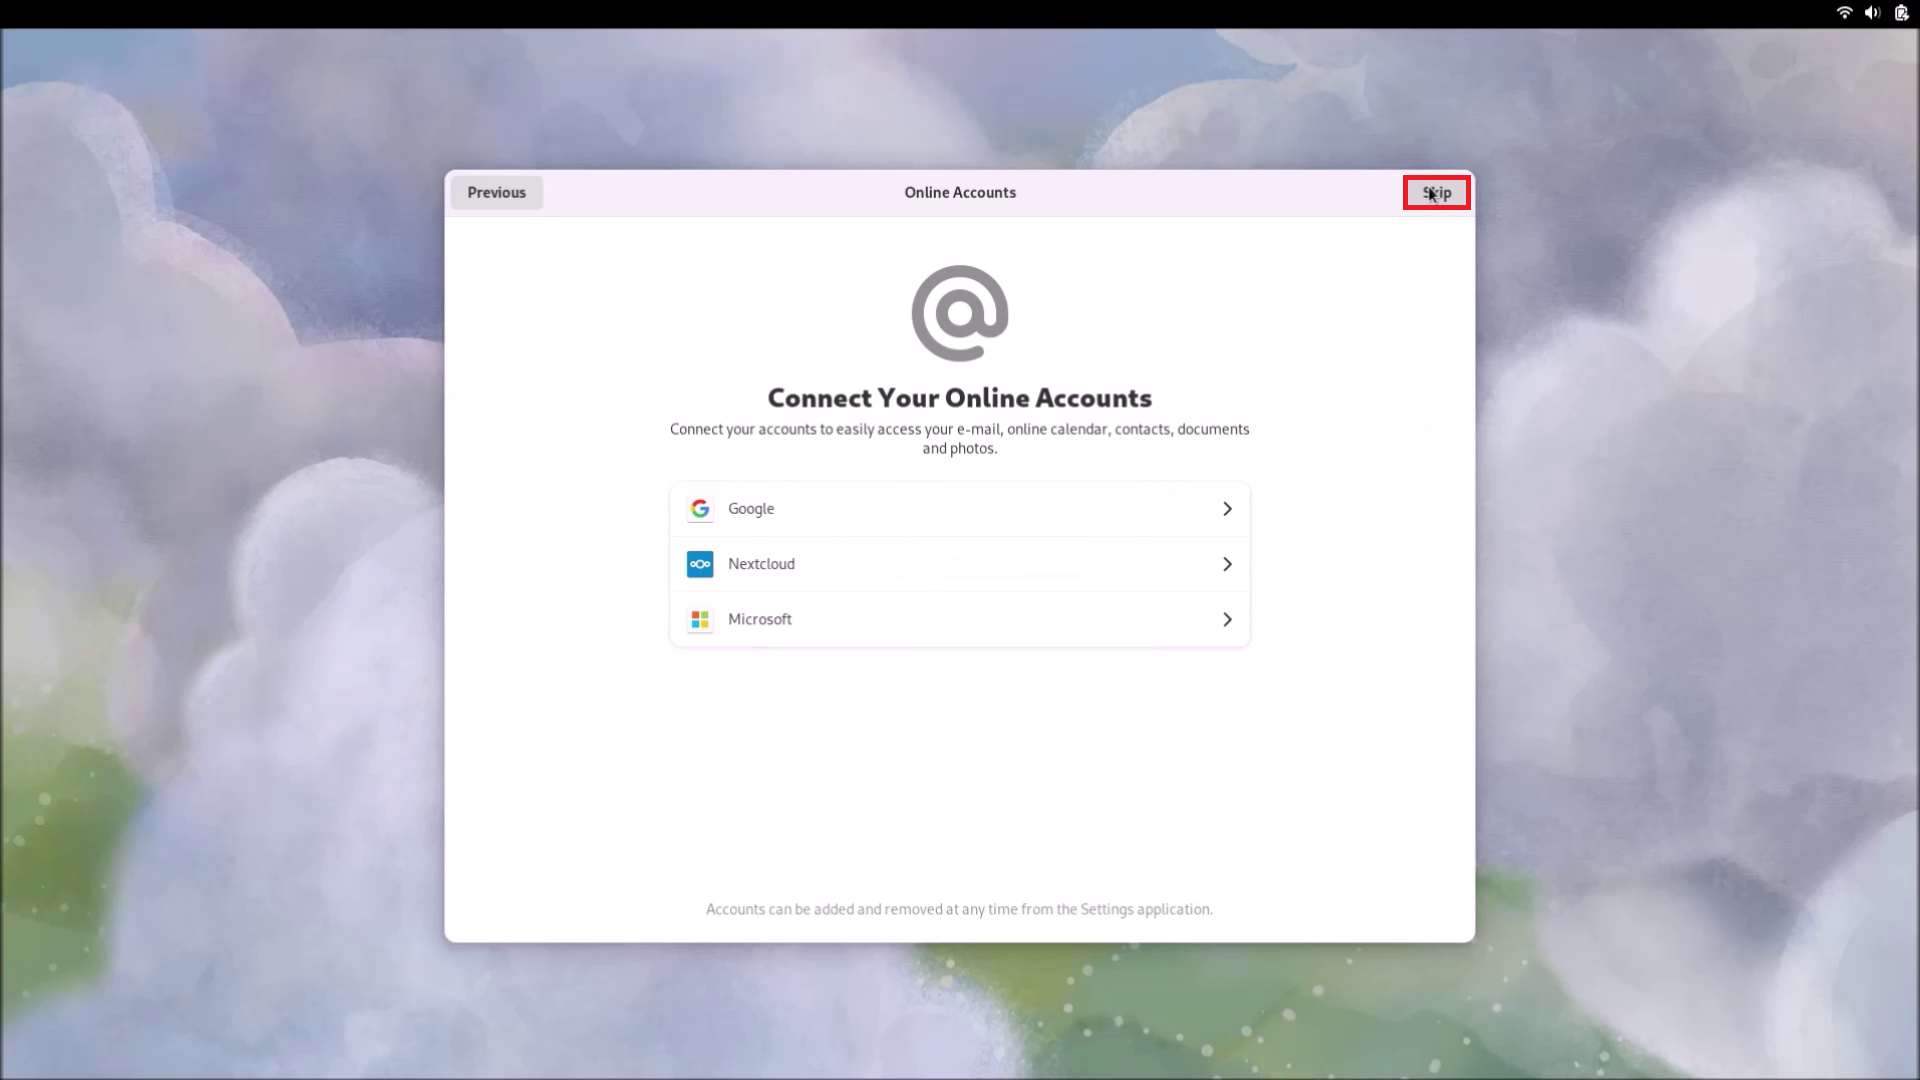 Previous
Online Accounts
Skip
Connect Your Online Accounts
Connect your accounts to easily access your e-mail, online calendar, contacts, documents
and photos.
Google
Nextcloud
Microsoft
Accounts can be added and removed at any time from the Settings application.